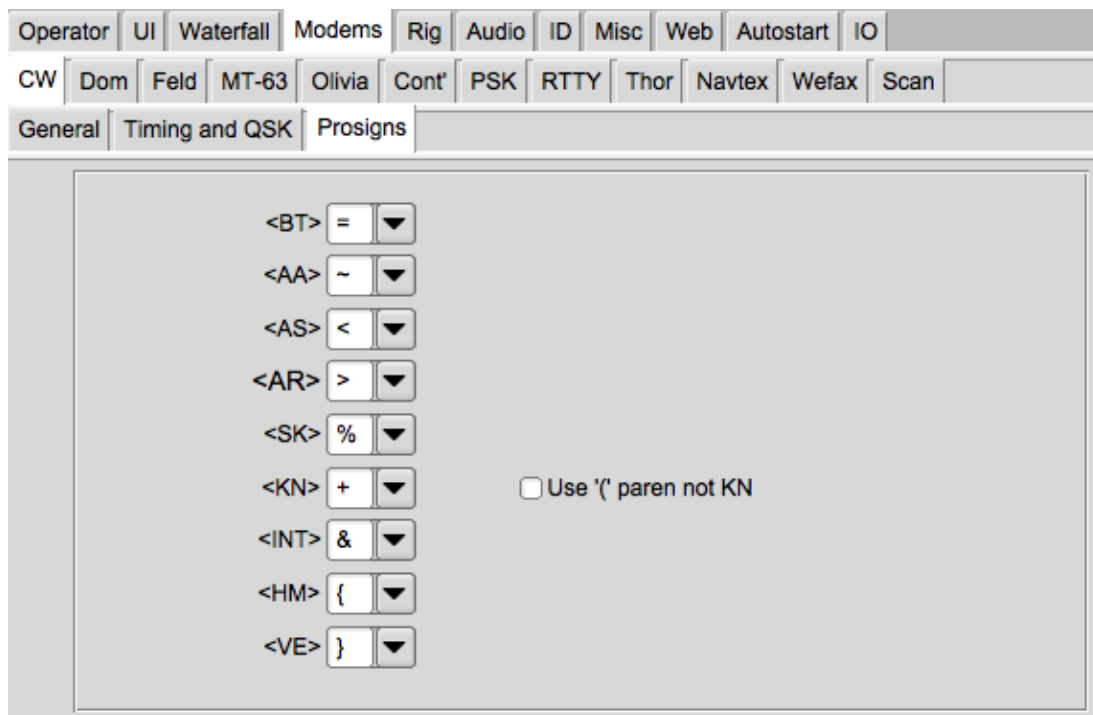 Operator UI Waterfall Modems Rig Audio ID Misc Web Autostart IO
CW Dom Feld MT-63 Olivia Cont' PSK RTTY Thor Navtex Wefax Scan
General Timing and QSK Prosigns
<BT> =
<AA> ~
<AS> <
<AR> >
<SK> %
<KN> + Use '(' paren not KN
<INT> &
<HM> {
<VE> }